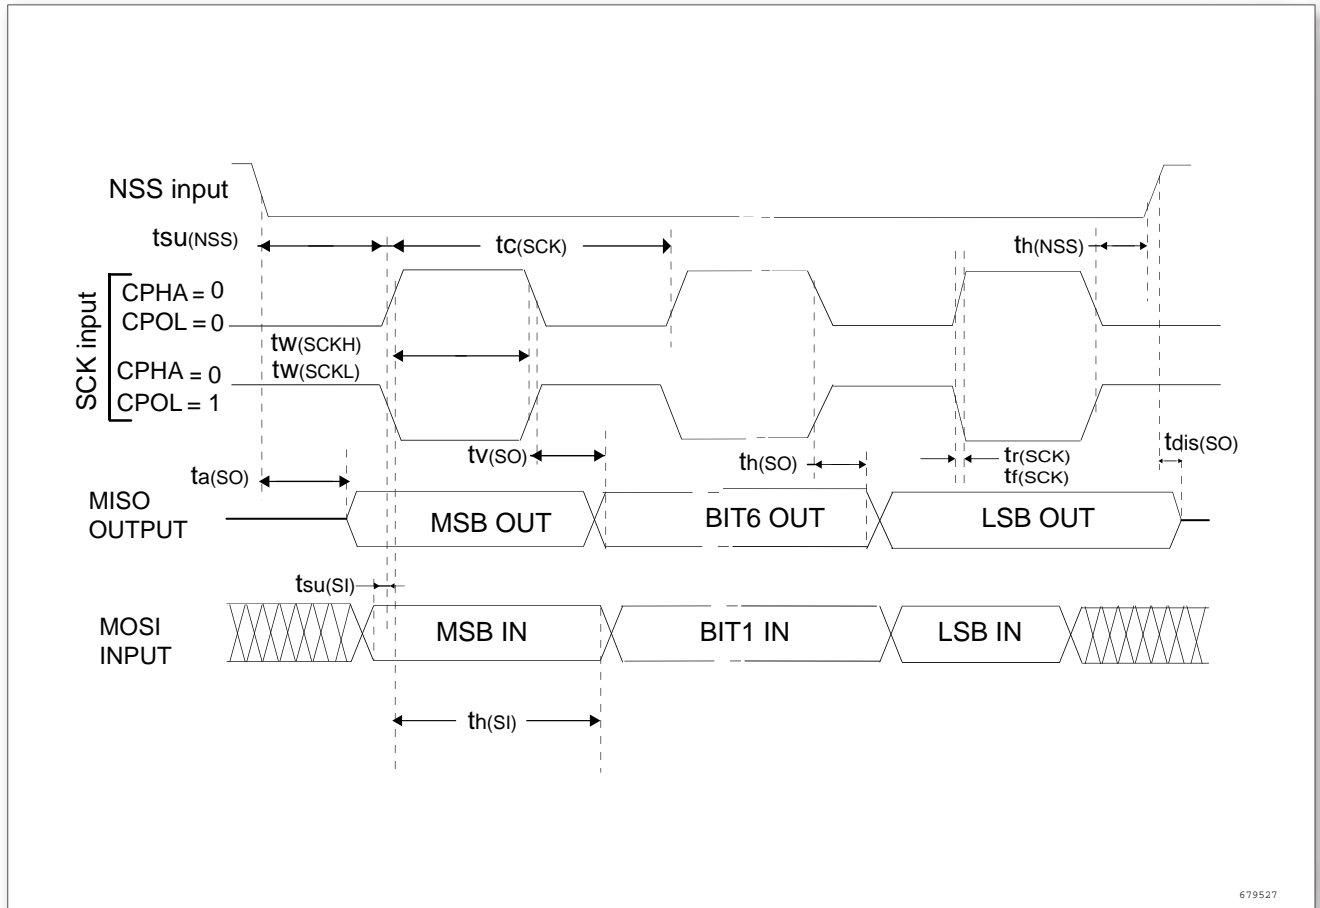 NSS input
tsu(NSS)
tc(SCK)
th(NSS)
SCK input
CPHA = 0
CPOL = 0
tw(SCKH)
CPHA = 0
tw(SCKL)
CPOL = 1
tv(SO)
th(SO)
tr(SCK)
tf(SCK)
tdis(SO)
ta(SO)
MISO
OUTPUT
MSB OUT
BIT6 OUT
LSB OUT
tsu(SI)
MOSI
INPUT
MSB IN
BIT1 IN
LSB IN
th(SI)
679527